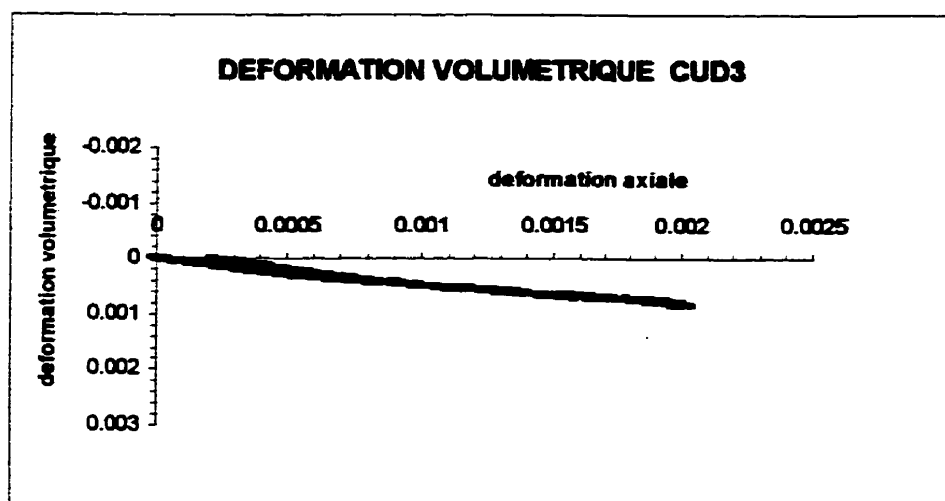 DEFORMATION VOLUMETRIQUE CUD3
deformation volumetrique
-0.002
-0.001
0
0.001
0.002
0.003
deformation axiale
0 0.0005 0.001 0.0015 0.002 0.0025